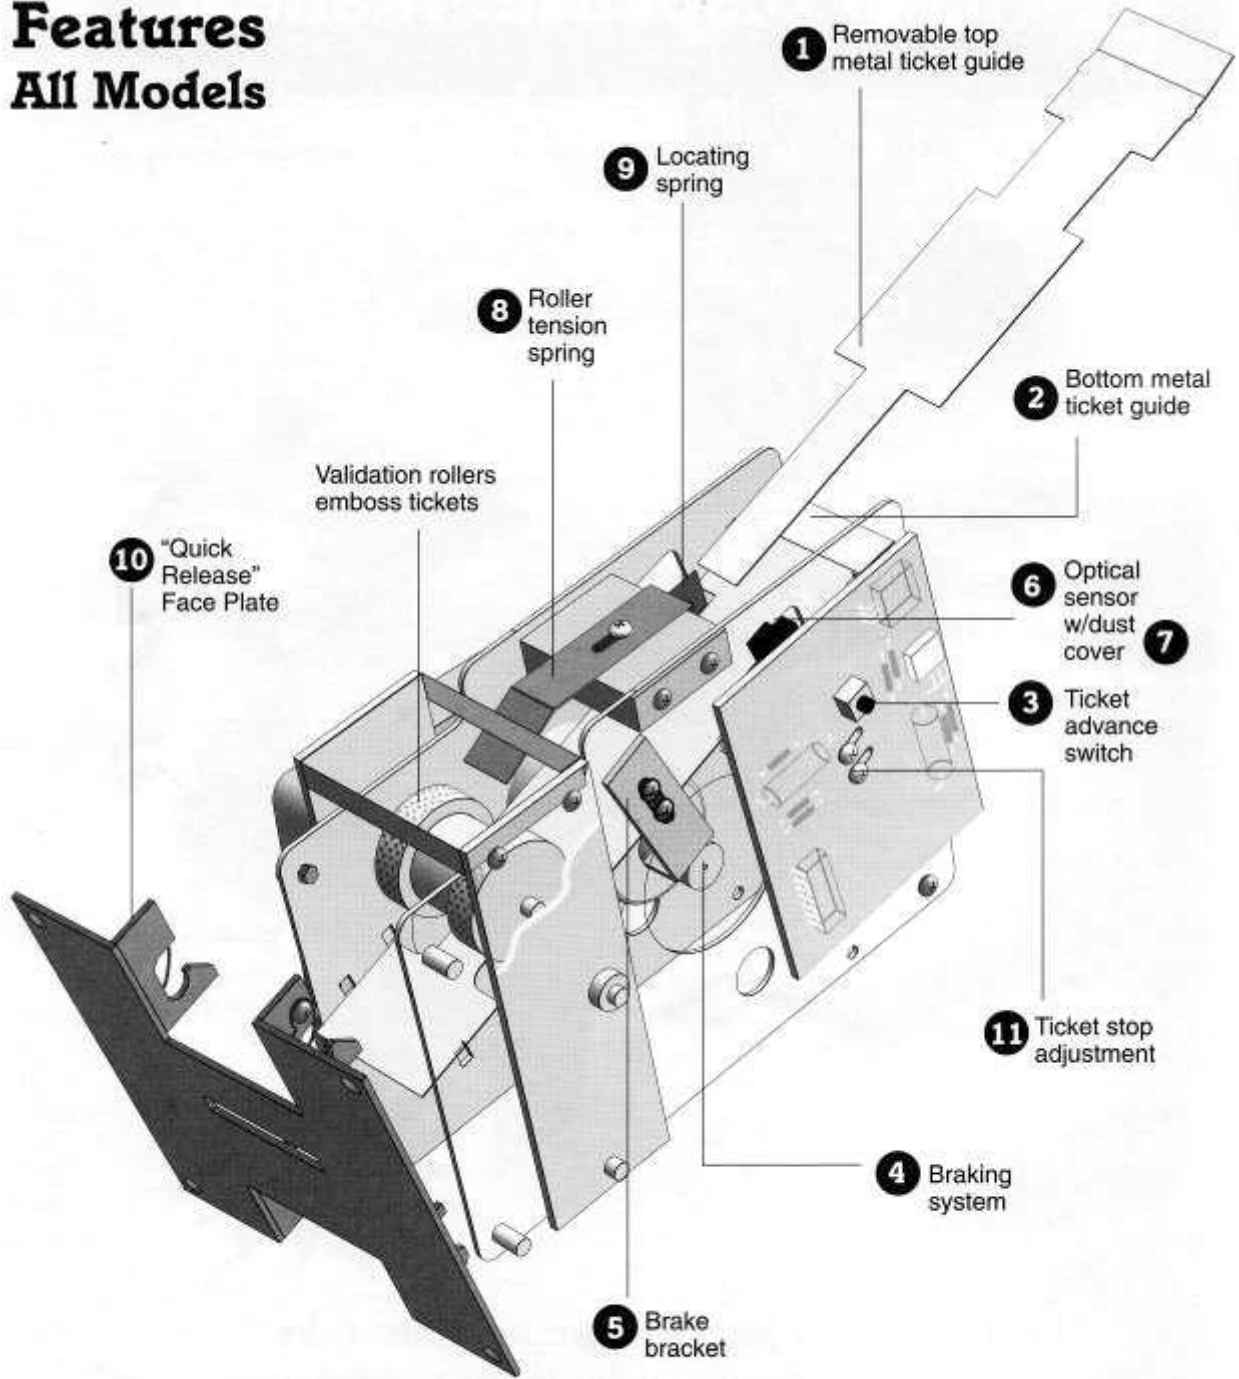 Features
All Models
1 Removable top
metal ticket guide
9 Locating
spring
8 Roller
tension
spring
2 Bottom metal
ticket guide
Validation rollers
emboss tickets
10 “Quick
Release”
Face Plate
6 Optical
sensor
w/dust
cover 7
3 Ticket
advance
switch
11 Ticket stop
adjustment
4 Braking
system
5 Brake
bracket